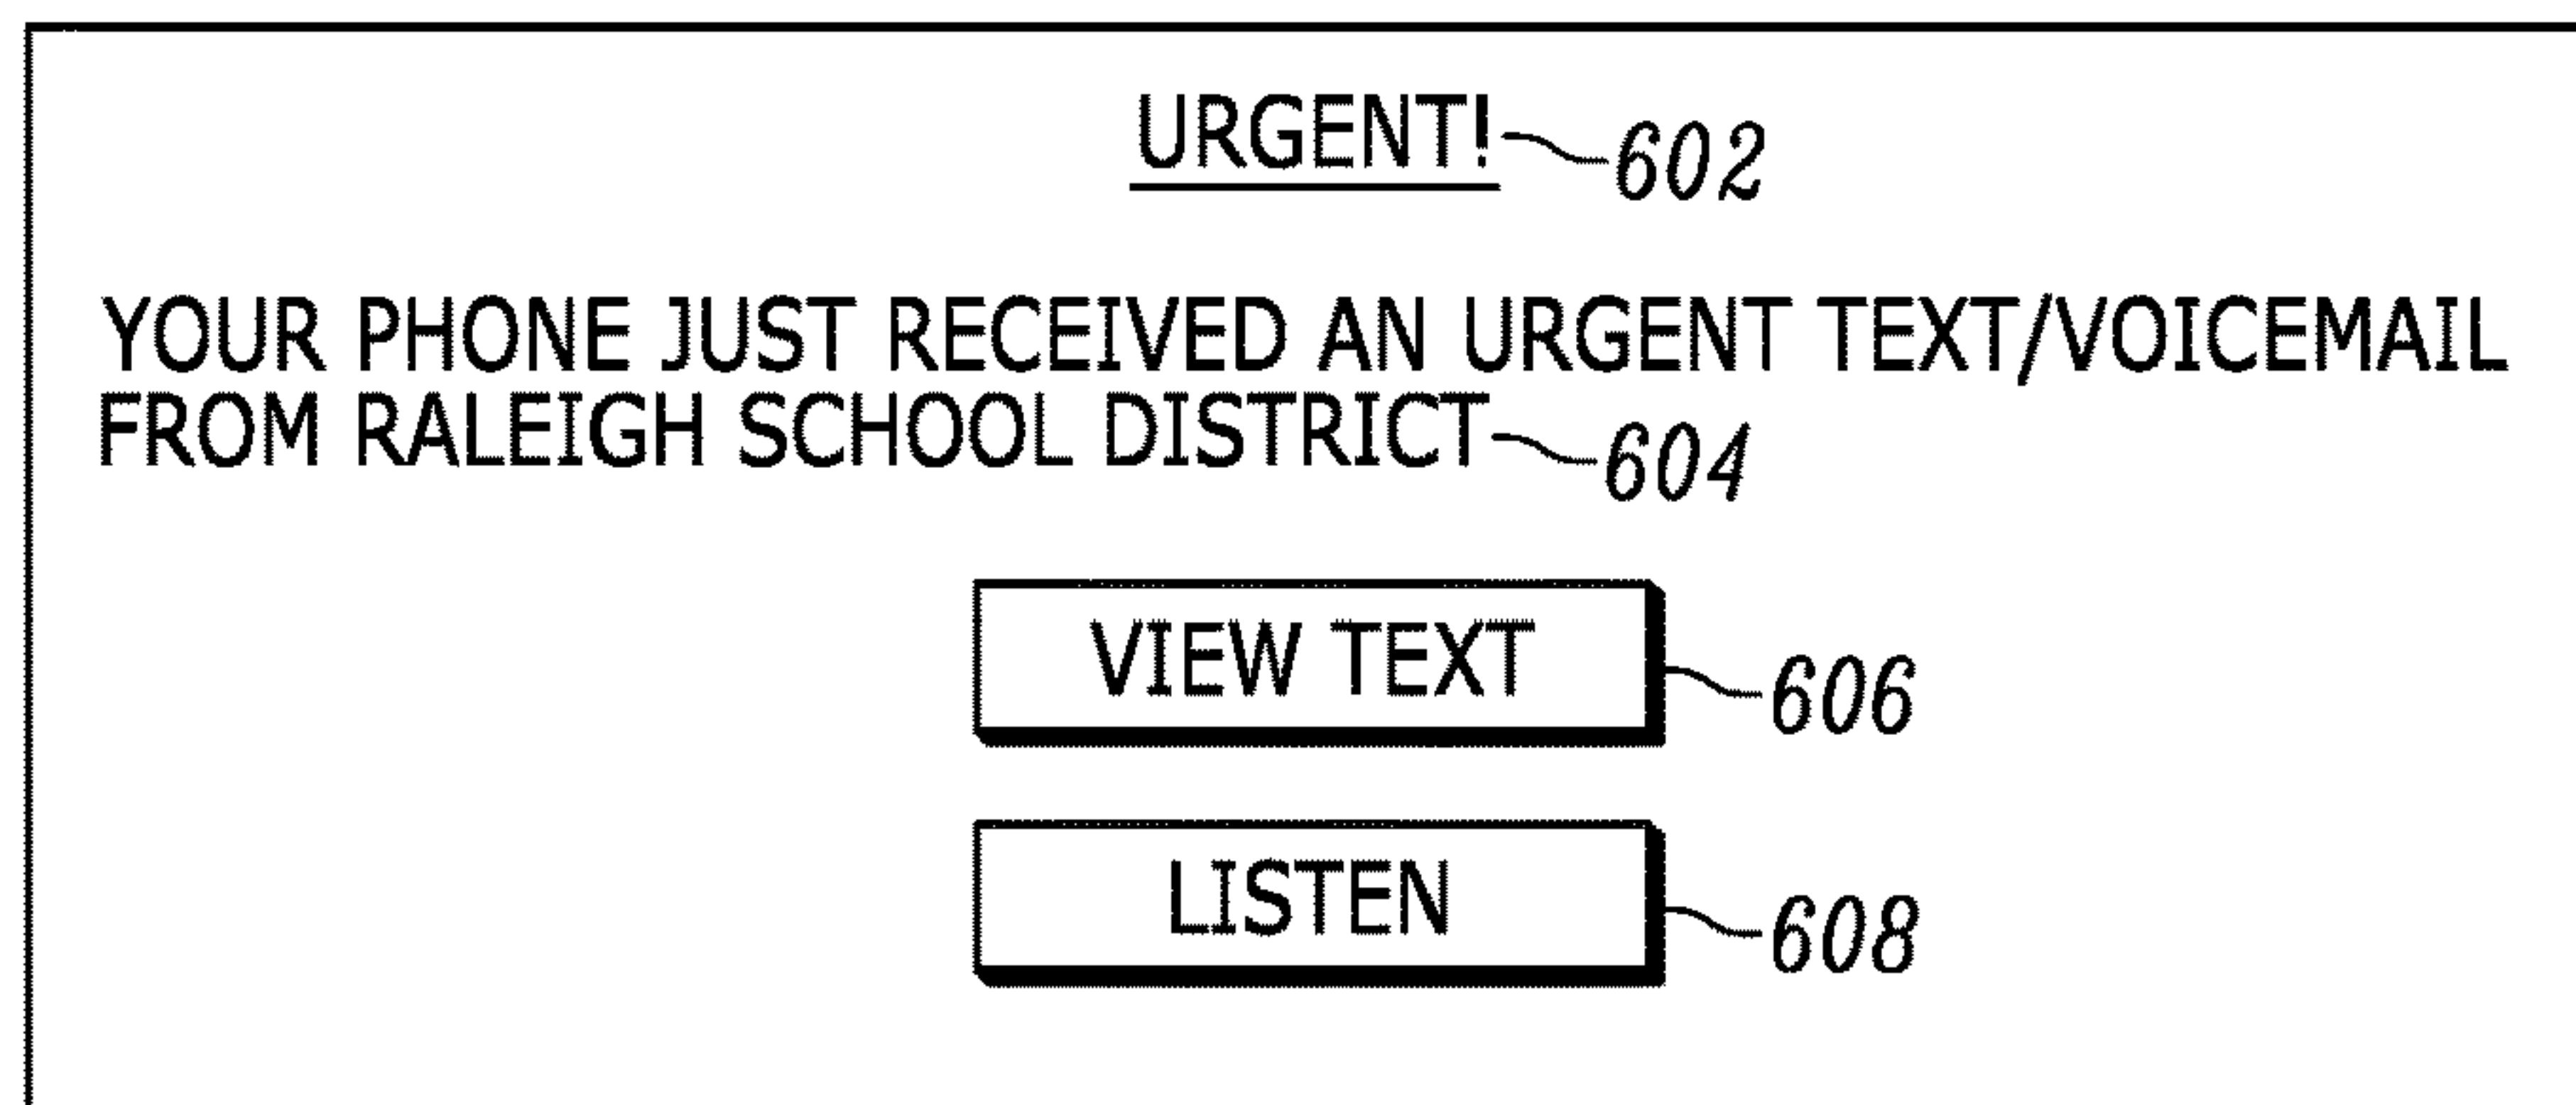 URGENT! 602
YOUR PHONE JUST RECEIVED AN URGENT TEXT/VOICEMAIL
FROM RALEIGH SCHOOL DISTRICT 604
VIEW TEXT 606
LISTEN 608